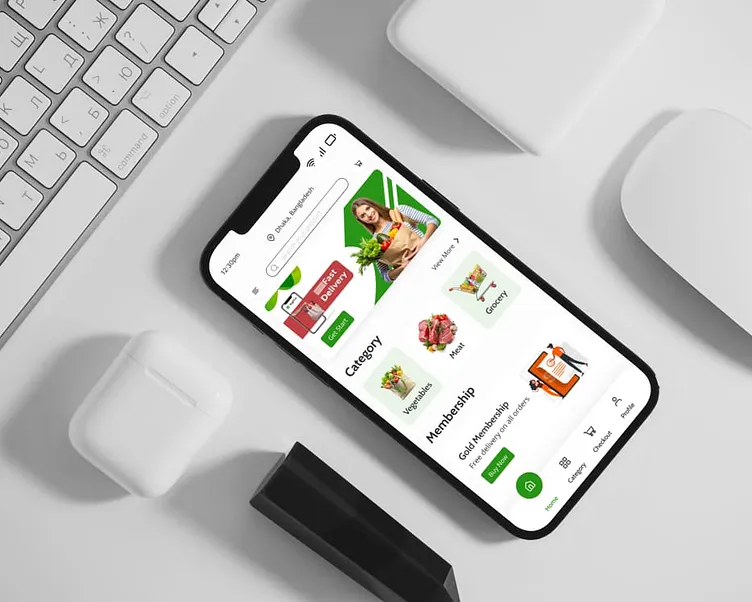 12:30pm
Dhaka, Bangladesh
Fast
Delivery
Get Start
View More
Category
Vegetables
Meat
Grocery
Membership
Gold Membership
Free delivery on all orders
Buy Now
Home
Category
Checkout
Profile
Щ
Д
Ж
?
/
Л
Б
Ю
Ь
М
Т
command
option